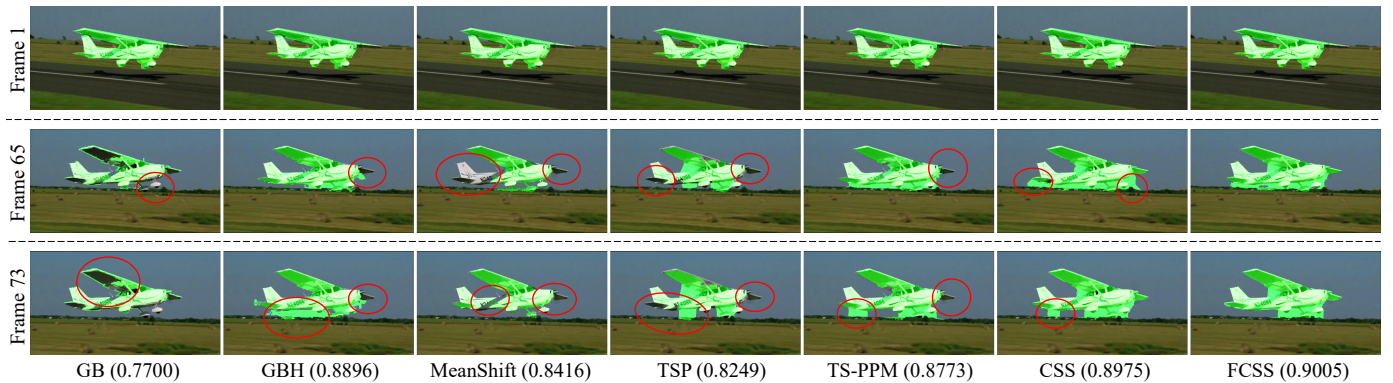 Frame 1
Frame 65
Frame 73
GB (0.7700)
GBH (0.8896)
MeanShift (0.8416)
TSP (0.8249)
TS-PPM (0.8773)
CSS (0.8975)
FCSS (0.9005)